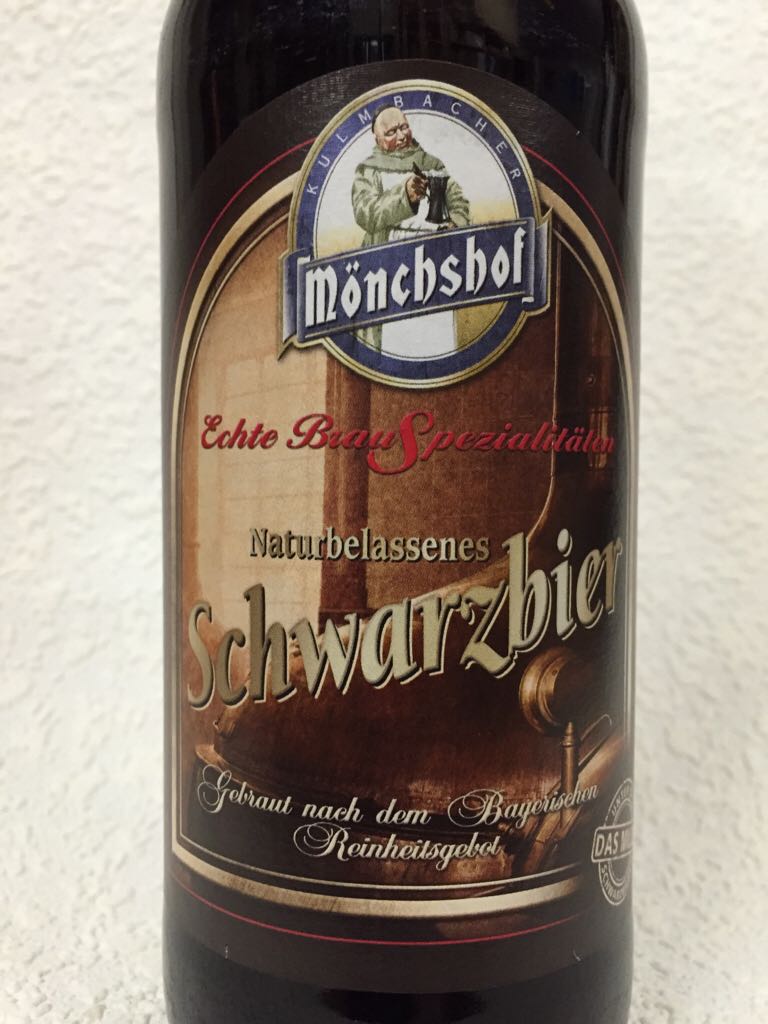 KULMBACHER
Mönchshof
Echte BrauSpezialitäten
Naturbelassenes
Schwarzbier
Gebraut nach dem Bayerischen
Reinheitsgebot
DAS